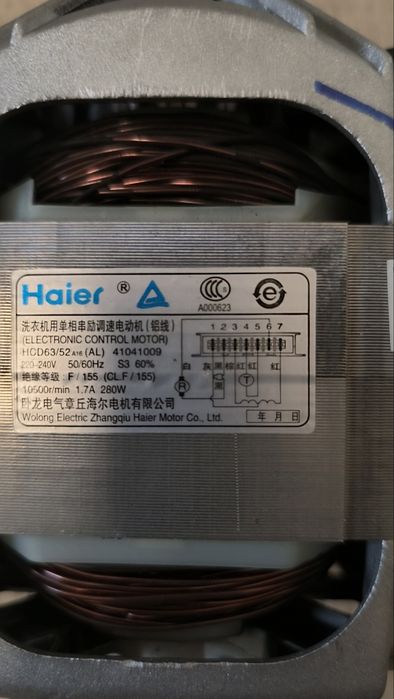 Haier ®
CCC
A000623
e
洗衣机用单相串励调速电动机(铝线)
(ELECTRONIC CONTROL MOTOR)
HCD63/52A16 (AL) 41041009
220-240V 50/60Hz S3 60%
绝缘等级: F / 155 (CL.F / 155)
10500r/min 1.7A 280W
卧龙电气章丘海尔电机有限公司
Wolong Electric Zhangqiu Haier Motor Co., Ltd.
1 2 3 4 5 6 7
白 灰 黑 棕 红 红 红
红 黑
R T
年 月 日